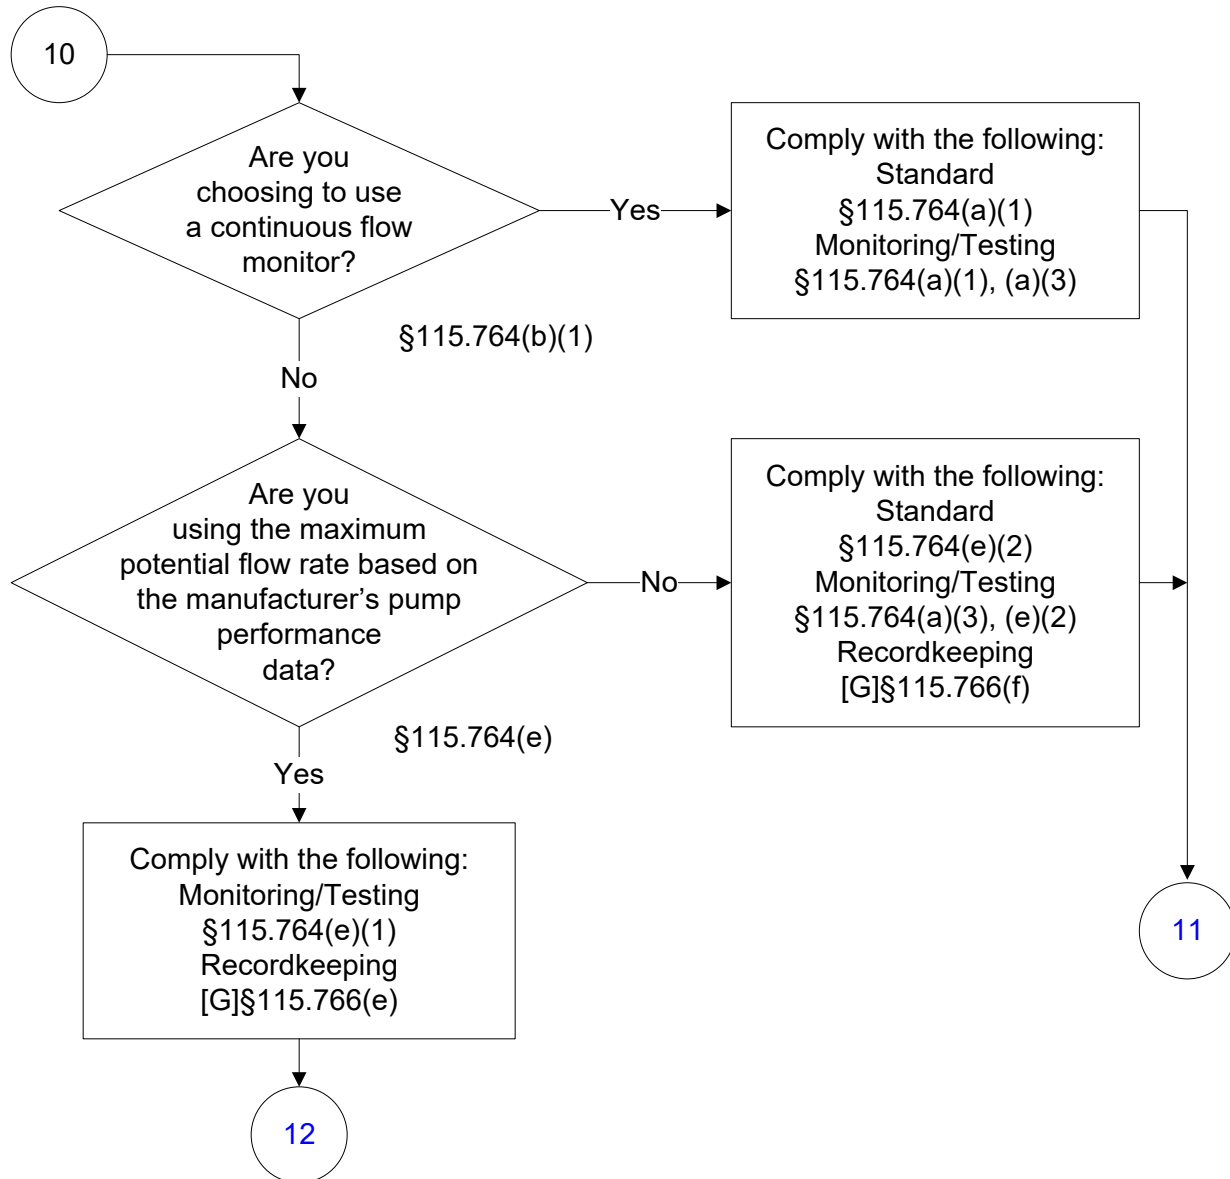 10
Are you
choosing to use
a continuous flow
monitor?
Yes
Comply with the following:
Standard
§115.764(a)(1)
Monitoring/Testing
§115.764(a)(1), (a)(3)
§115.764(b)(1)
No
Are you
using the maximum
potential flow rate based on
the manufacturer’s pump
performance
data?
No
Comply with the following:
Standard
§115.764(e)(2)
Monitoring/Testing
§115.764(a)(3), (e)(2)
Recordkeeping
[G]§115.766(f)
§115.764(e)
Yes
Comply with the following:
Monitoring/Testing
§115.764(e)(1)
Recordkeeping
[G]§115.766(e)
11
12